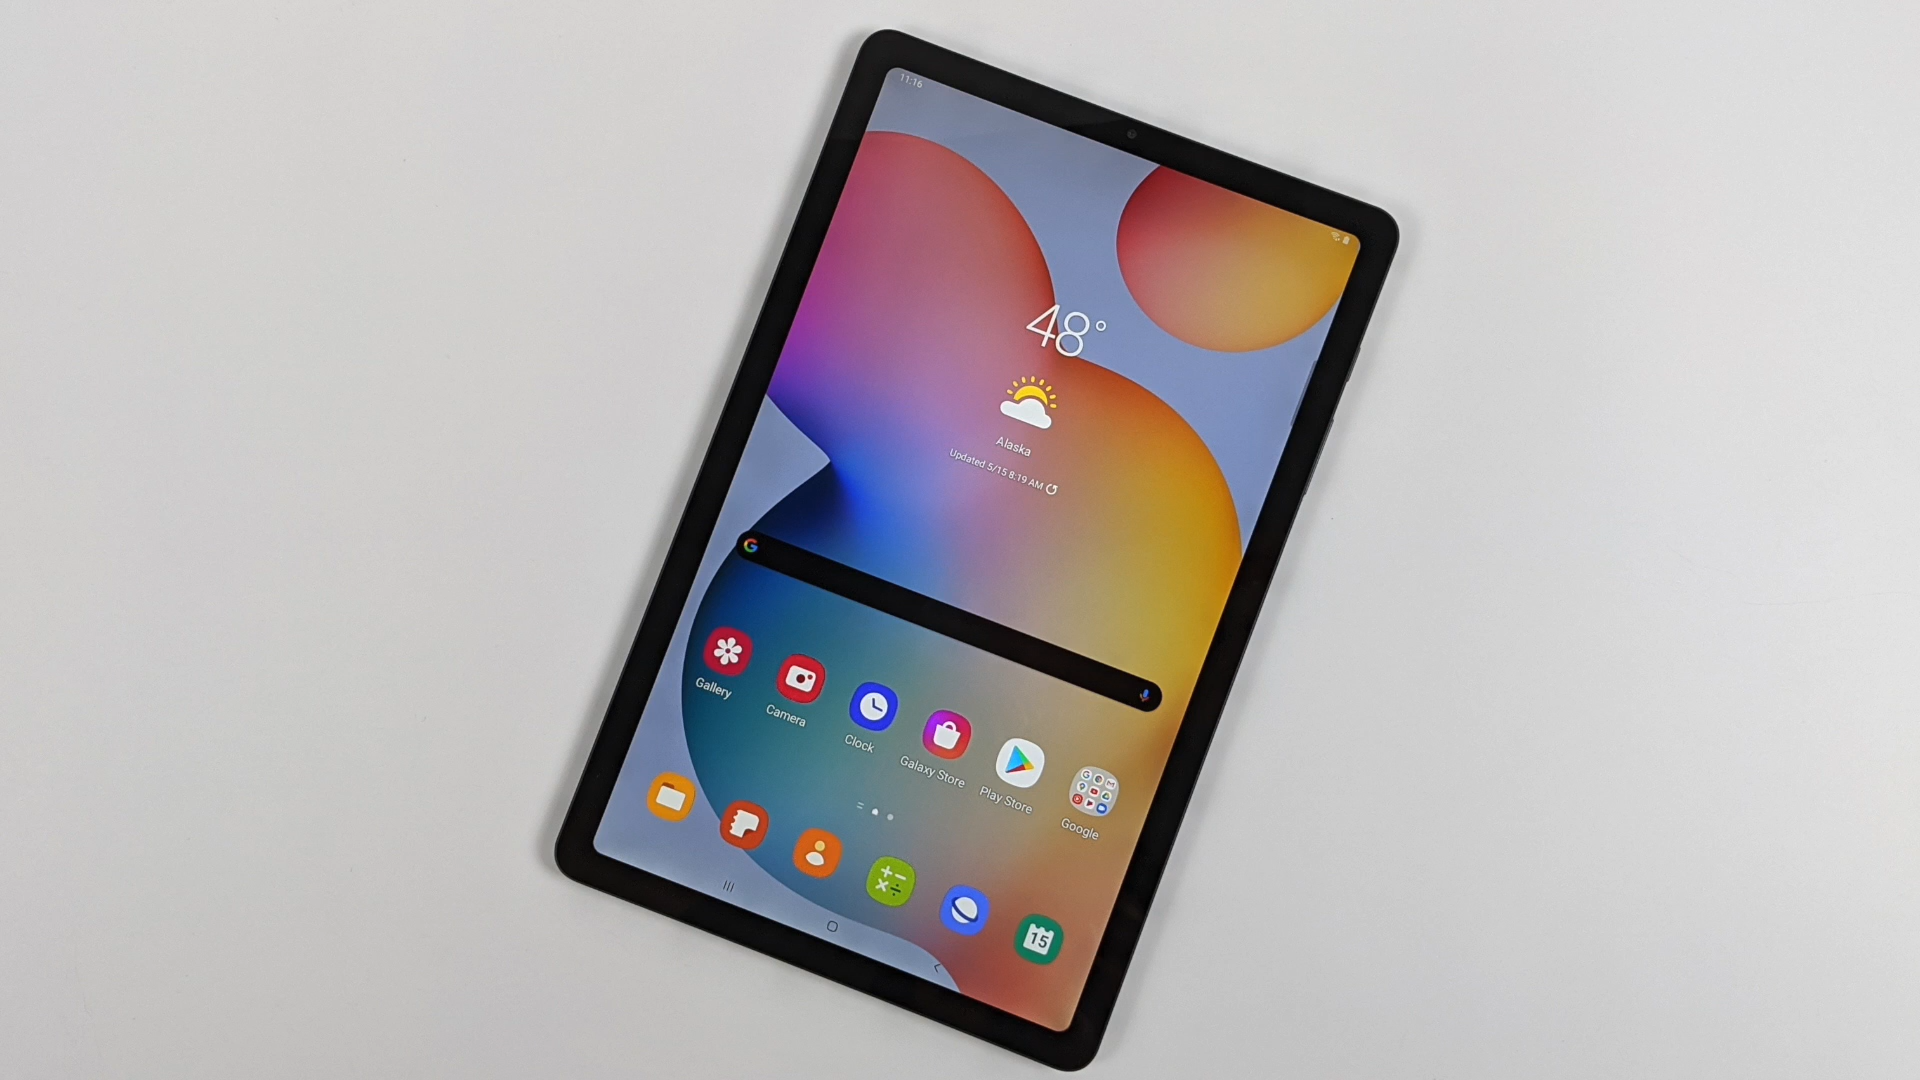 11:16
48°
Alaska
Updated 5/15 8:19 AM
G
Gallery
Camera
Clock
Galaxy Store
Play Store
Google
15